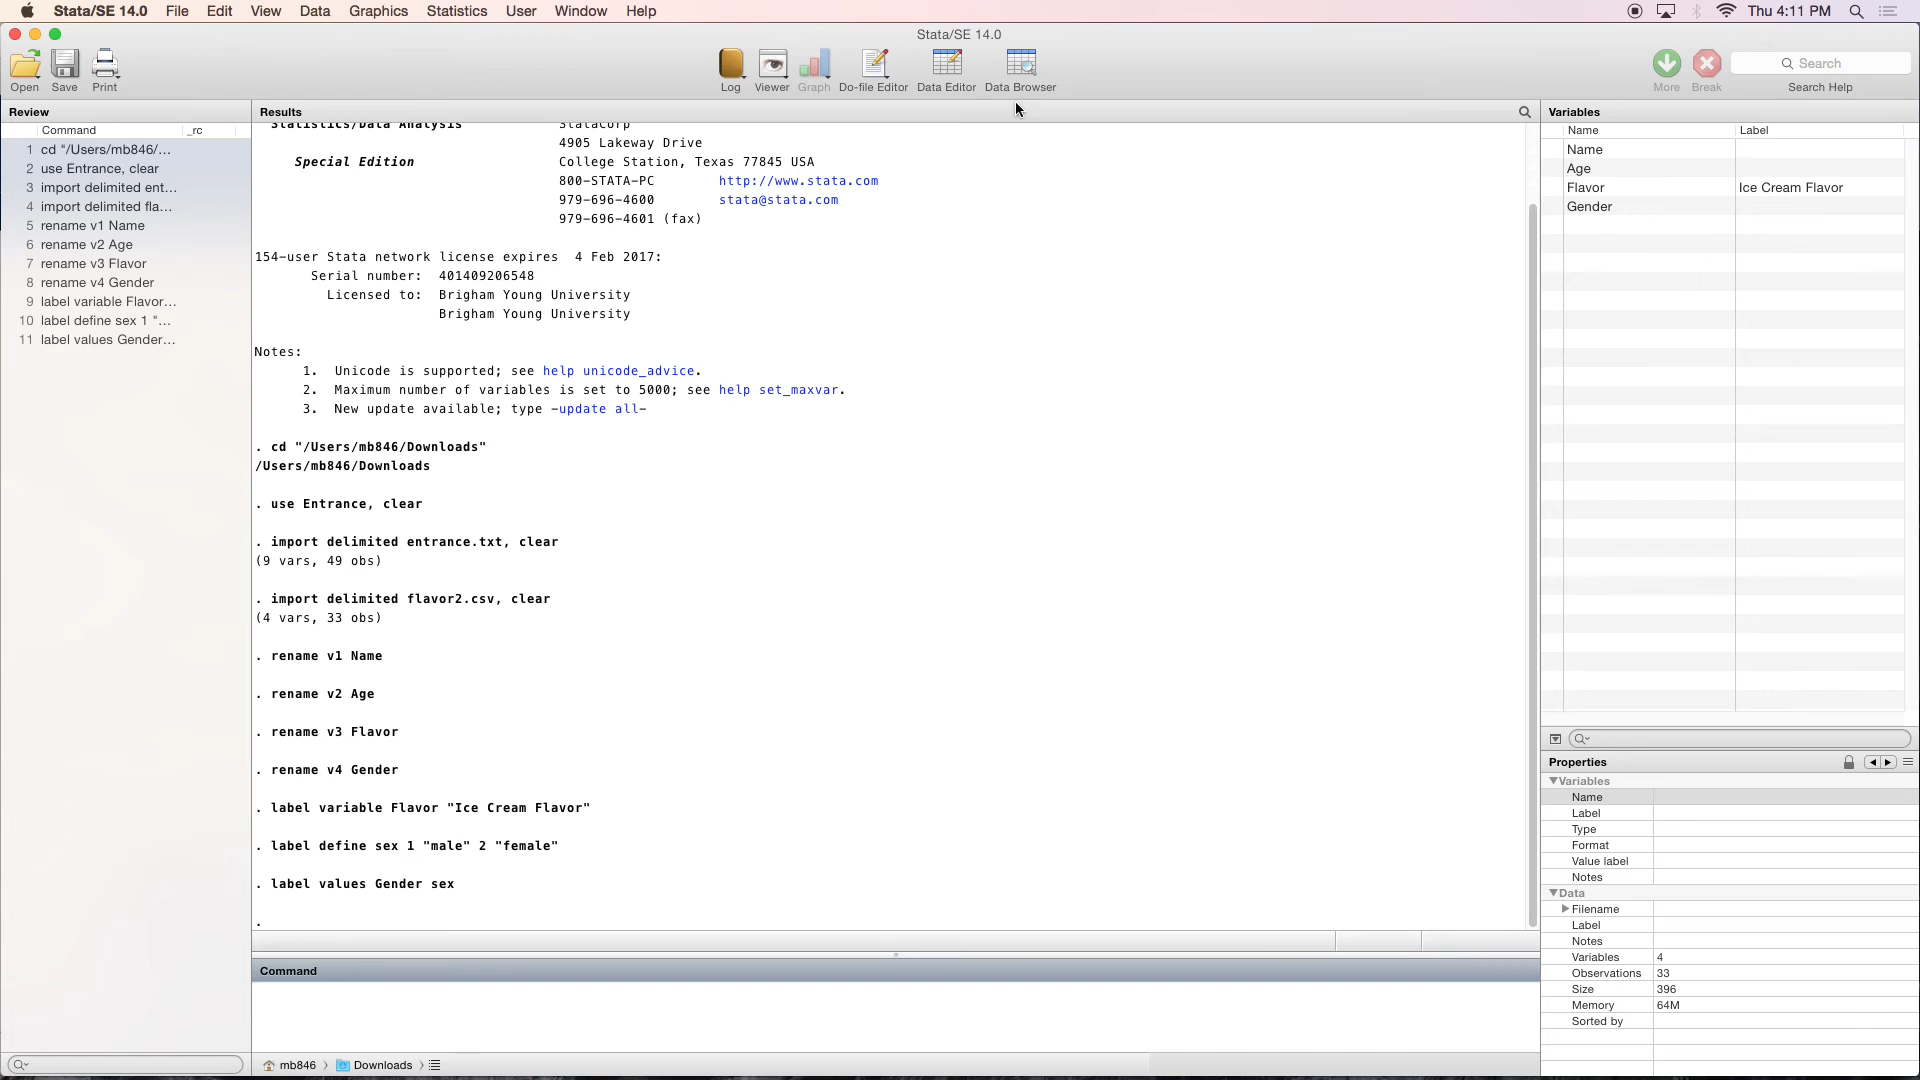 Stata/SE 14.0 File Edit View Data Graphics Statistics User Window Help Thu 4:11 PM
Stata/SE 14.0
Open Save Print Log Viewer Graph Do-file Editor Data Editor Data Browser More Break Search
Search Help
Review
Command _rc
1 cd "/Users/mb846/...
2 use Entrance, clear
3 import delimited ent...
4 import delimited fla...
5 rename v1 Name
6 rename v2 Age
7 rename v3 Flavor
8 rename v4 Gender
9 label variable Flavor...
10 label define sex 1 "...
11 label values Gender...
Results
Statistics/Data Analysis StataCorp
4905 Lakeway Drive
Special Edition College Station, Texas 77845 USA
800-STATA-PC http://www.stata.com
979-696-4600 stata@stata.com
979-696-4601 (fax)
154-user Stata network license expires 4 Feb 2017:
Serial number: 401409206548
Licensed to: Brigham Young University
Brigham Young University
Notes:
1. Unicode is supported; see help unicode_advice.
2. Maximum number of variables is set to 5000; see help set_maxvar.
3. New update available; type -update all-
. cd "/Users/mb846/Downloads"
/Users/mb846/Downloads
. use Entrance, clear
. import delimited entrance.txt, clear
(9 vars, 49 obs)
. import delimited flavor2.csv, clear
(4 vars, 33 obs)
. rename v1 Name
. rename v2 Age
. rename v3 Flavor
. rename v4 Gender
. label variable Flavor "Ice Cream Flavor"
. label define sex 1 "male" 2 "female"
. label values Gender sex
.
Command
mb846 Downloads
Variables
Name Label
Name
Age
Flavor Ice Cream Flavor
Gender
Properties
Variables
Name
Label
Type
Format
Value label
Notes
Data
Filename
Label
Notes
Variables 4
Observations 33
Size 396
Memory 64M
Sorted by